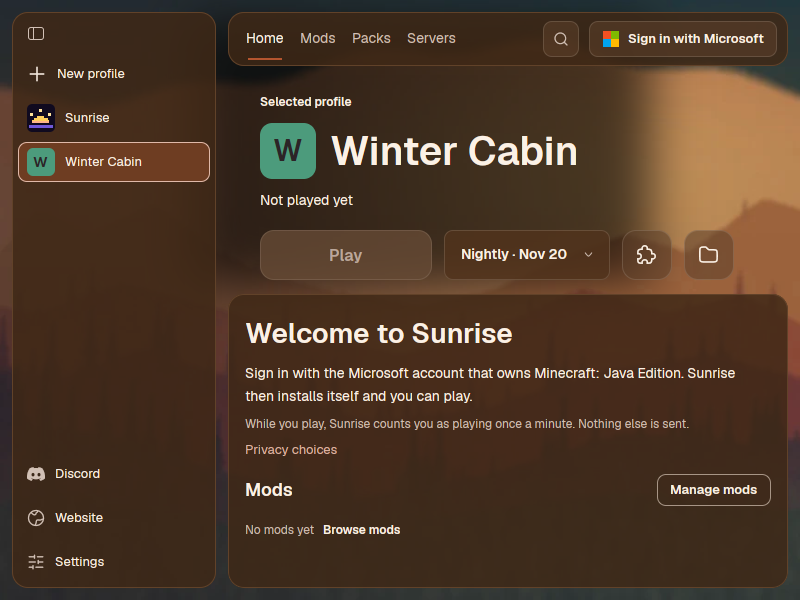 New profile
Sunrise
W Winter Cabin
Discord
Website
Settings
Home Mods Packs Servers
Sign in with Microsoft
Selected profile
W Winter Cabin
Not played yet
Play
Nightly · Nov 20
Welcome to Sunrise
Sign in with the Microsoft account that owns Minecraft: Java Edition. Sunrise
then installs itself and you can play.
While you play, Sunrise counts you as playing once a minute. Nothing else is sent.
Privacy choices
Mods
Manage mods
No mods yet Browse mods